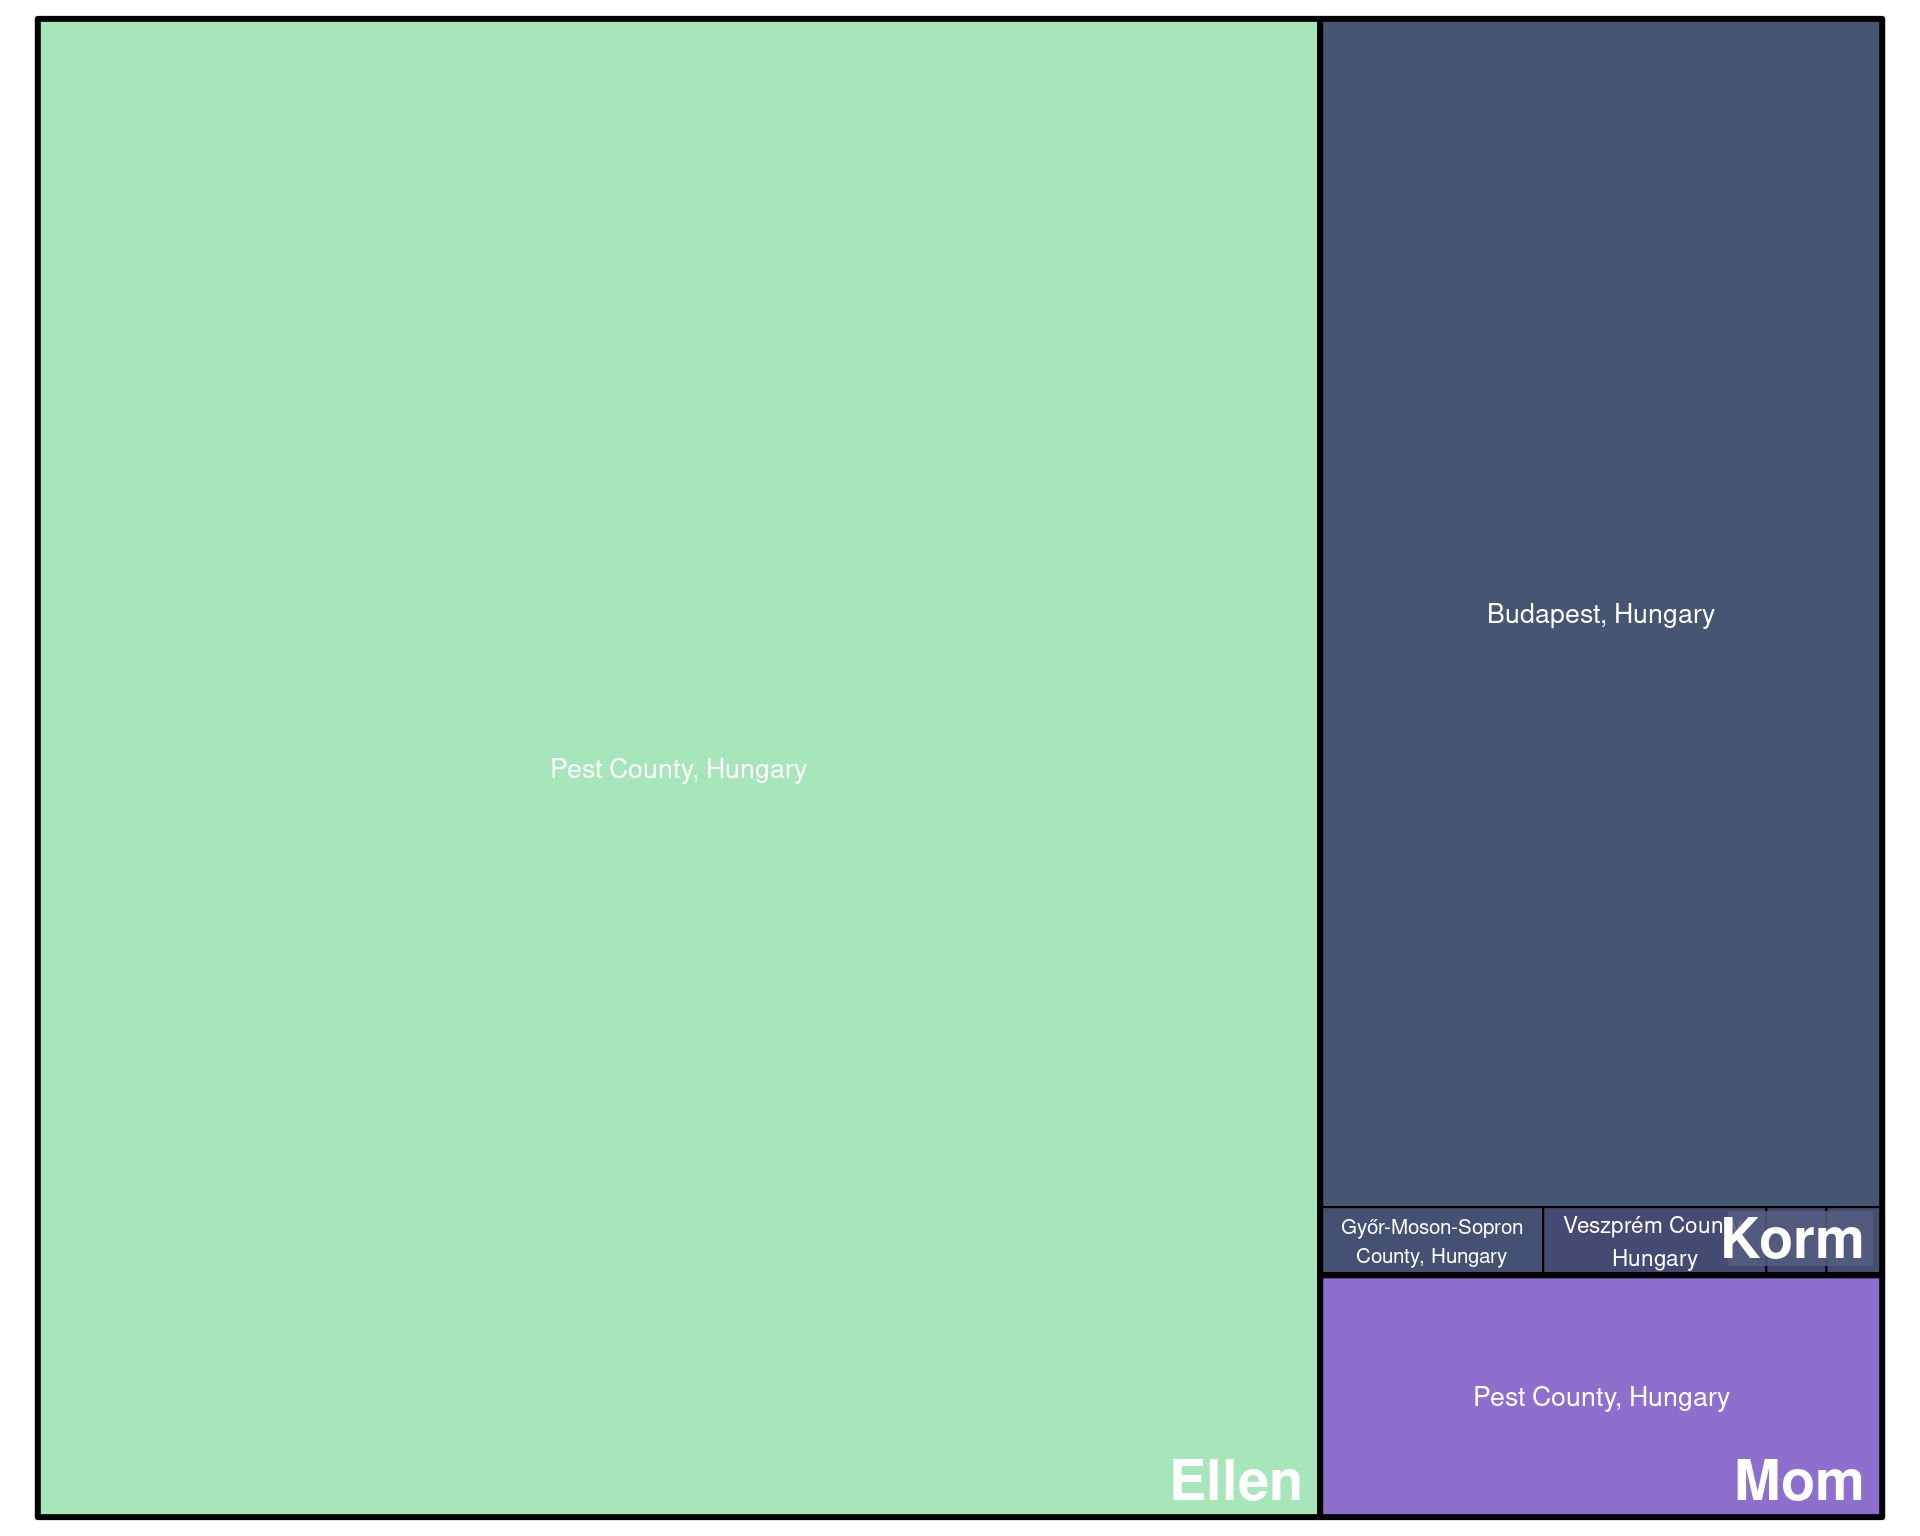 Pest County, Hungary
Ellen
Budapest, Hungary
Győr-Moson-Sopron
County, Hungary
Veszprém Coun
Hungary
Korm
Pest County, Hungary
Mom